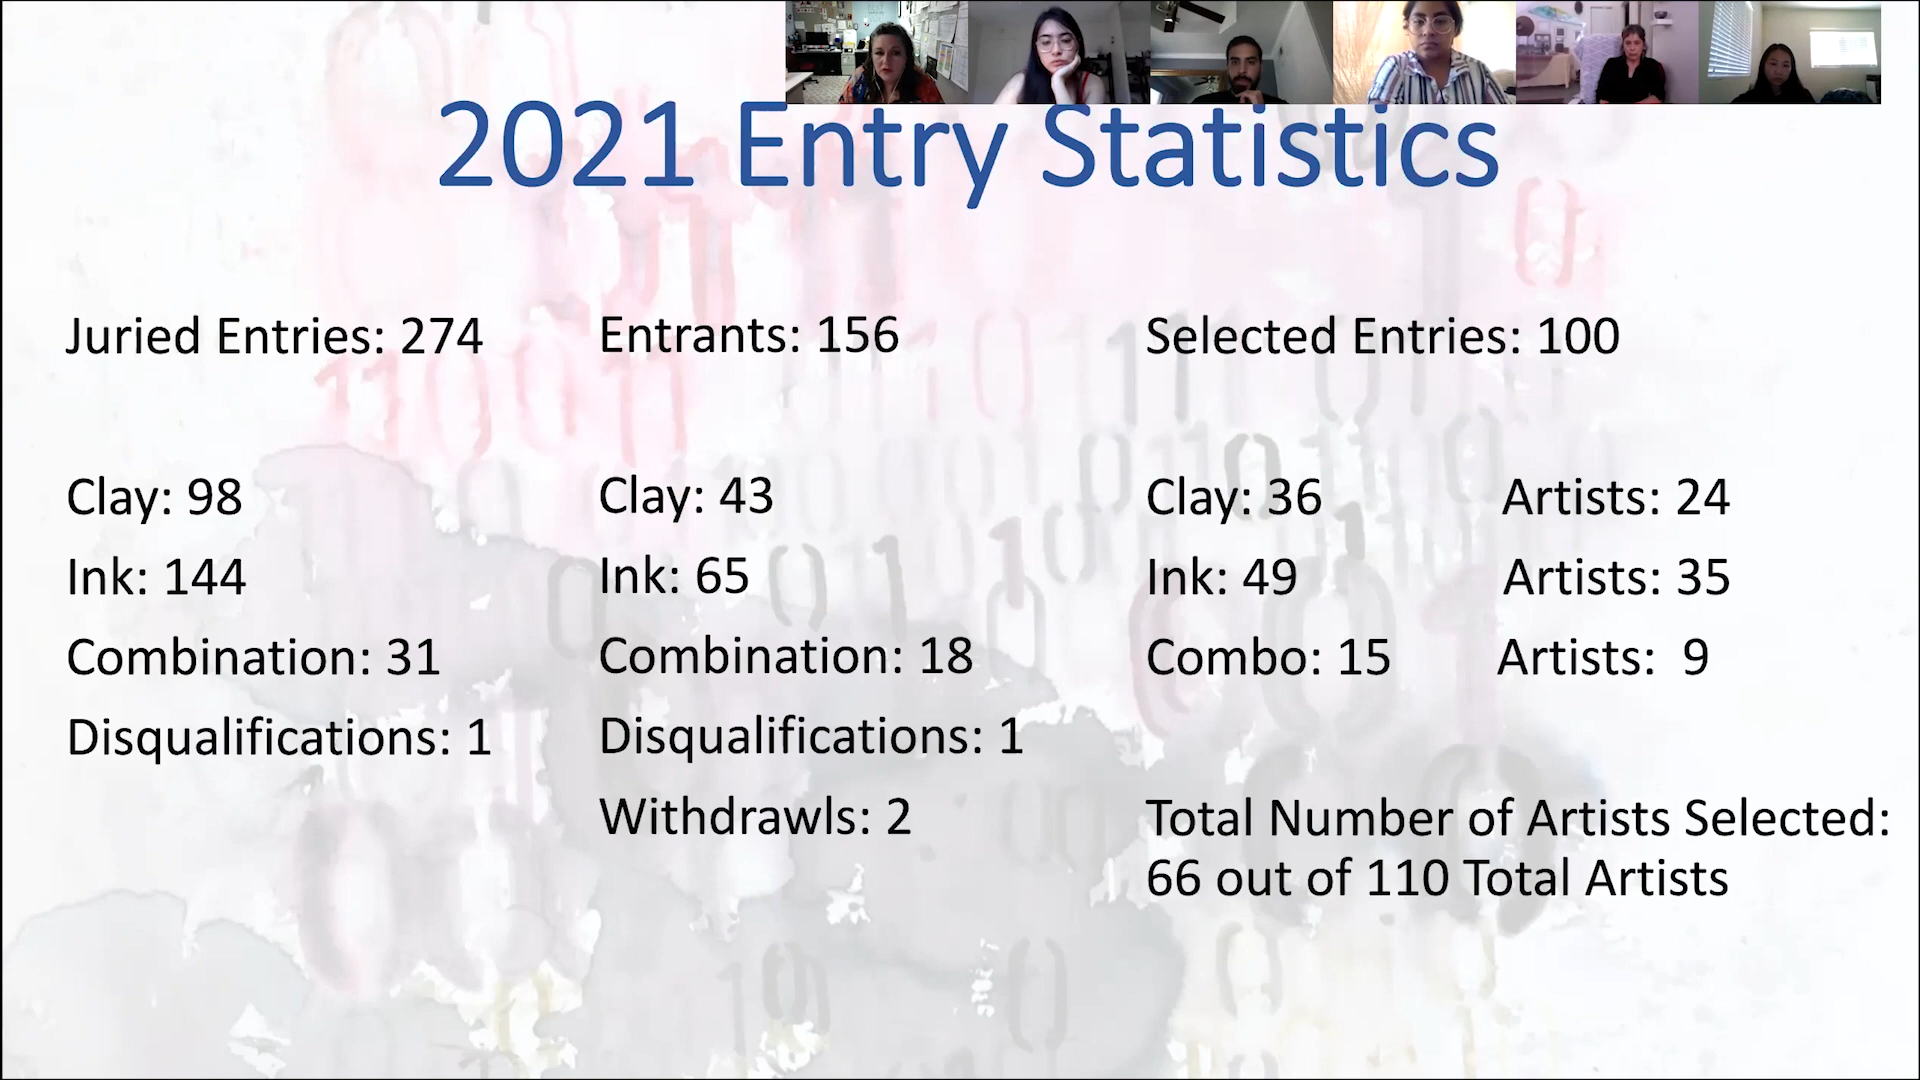 2021 Entry Statistics
Juried Entries: 274
Clay: 98
Ink: 144
Combination: 31
Disqualifications: 1
Entrants: 156
Clay: 43
Ink: 65
Combination: 18
Disqualifications: 1
Withdrawls: 2
Selected Entries: 100
Clay: 36 Artists: 24
Ink: 49 Artists: 35
Combo: 15 Artists: 9
Total Number of Artists Selected:
66 out of 110 Total Artists